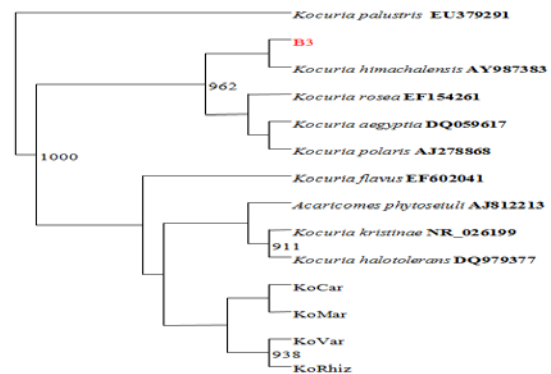 Kocuria palustris EU379291
B3
Kocuria himachalensis AY987383
962
Kocuria rosea EF154261
Kocuria aegyptia DQ059617
Kocuria polaris AJ278868
1000
Kocuria flavus EF602041
Acaricomes phytoseiuli AJ812213
Kocuria kristinae NR_026199
911
Kocuria halotolerans DQ979377
KoCar
KoMar
KoVar
938
KoRhiz